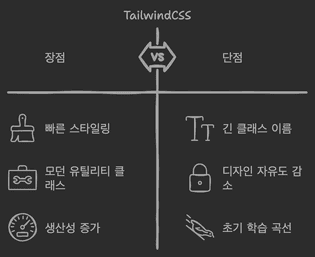 TailwindCSS
장점
VS
단점
빠른 스타일링
긴 클래스 이름
모던 유틸리티 클
래스
디자인 자유도 감
소
생산성 증가
초기 학습 곡선